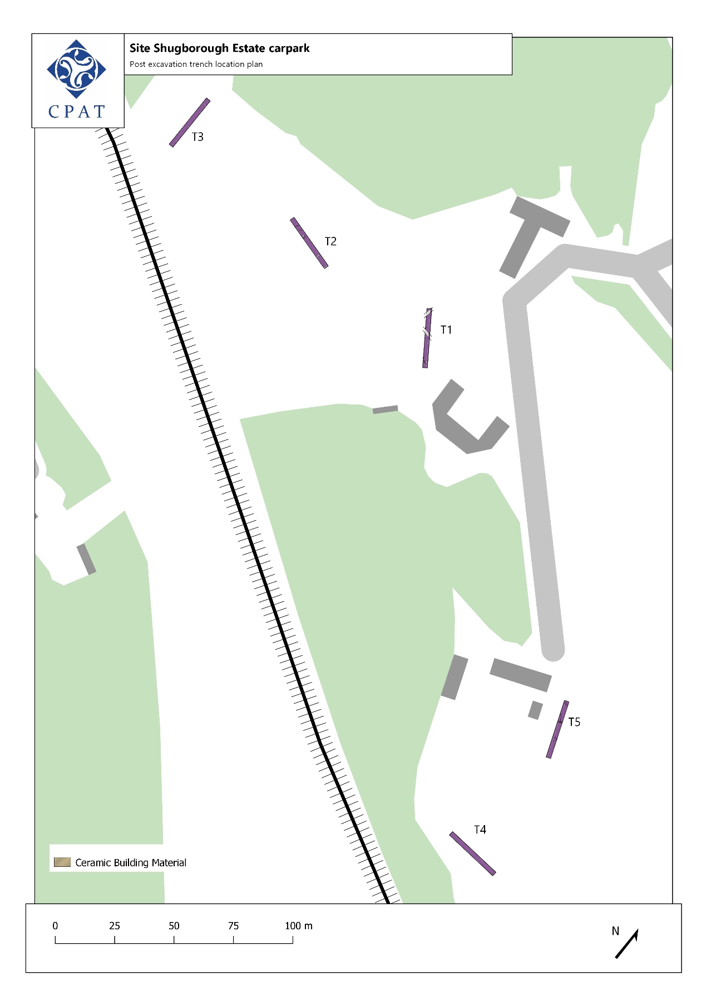 Site Shugborough Estate carpark
Post excavation trench location plan
CPAT
T3
T2
T1
T5
T4
Ceramic Building Material
0 25 50 75 100 m
N